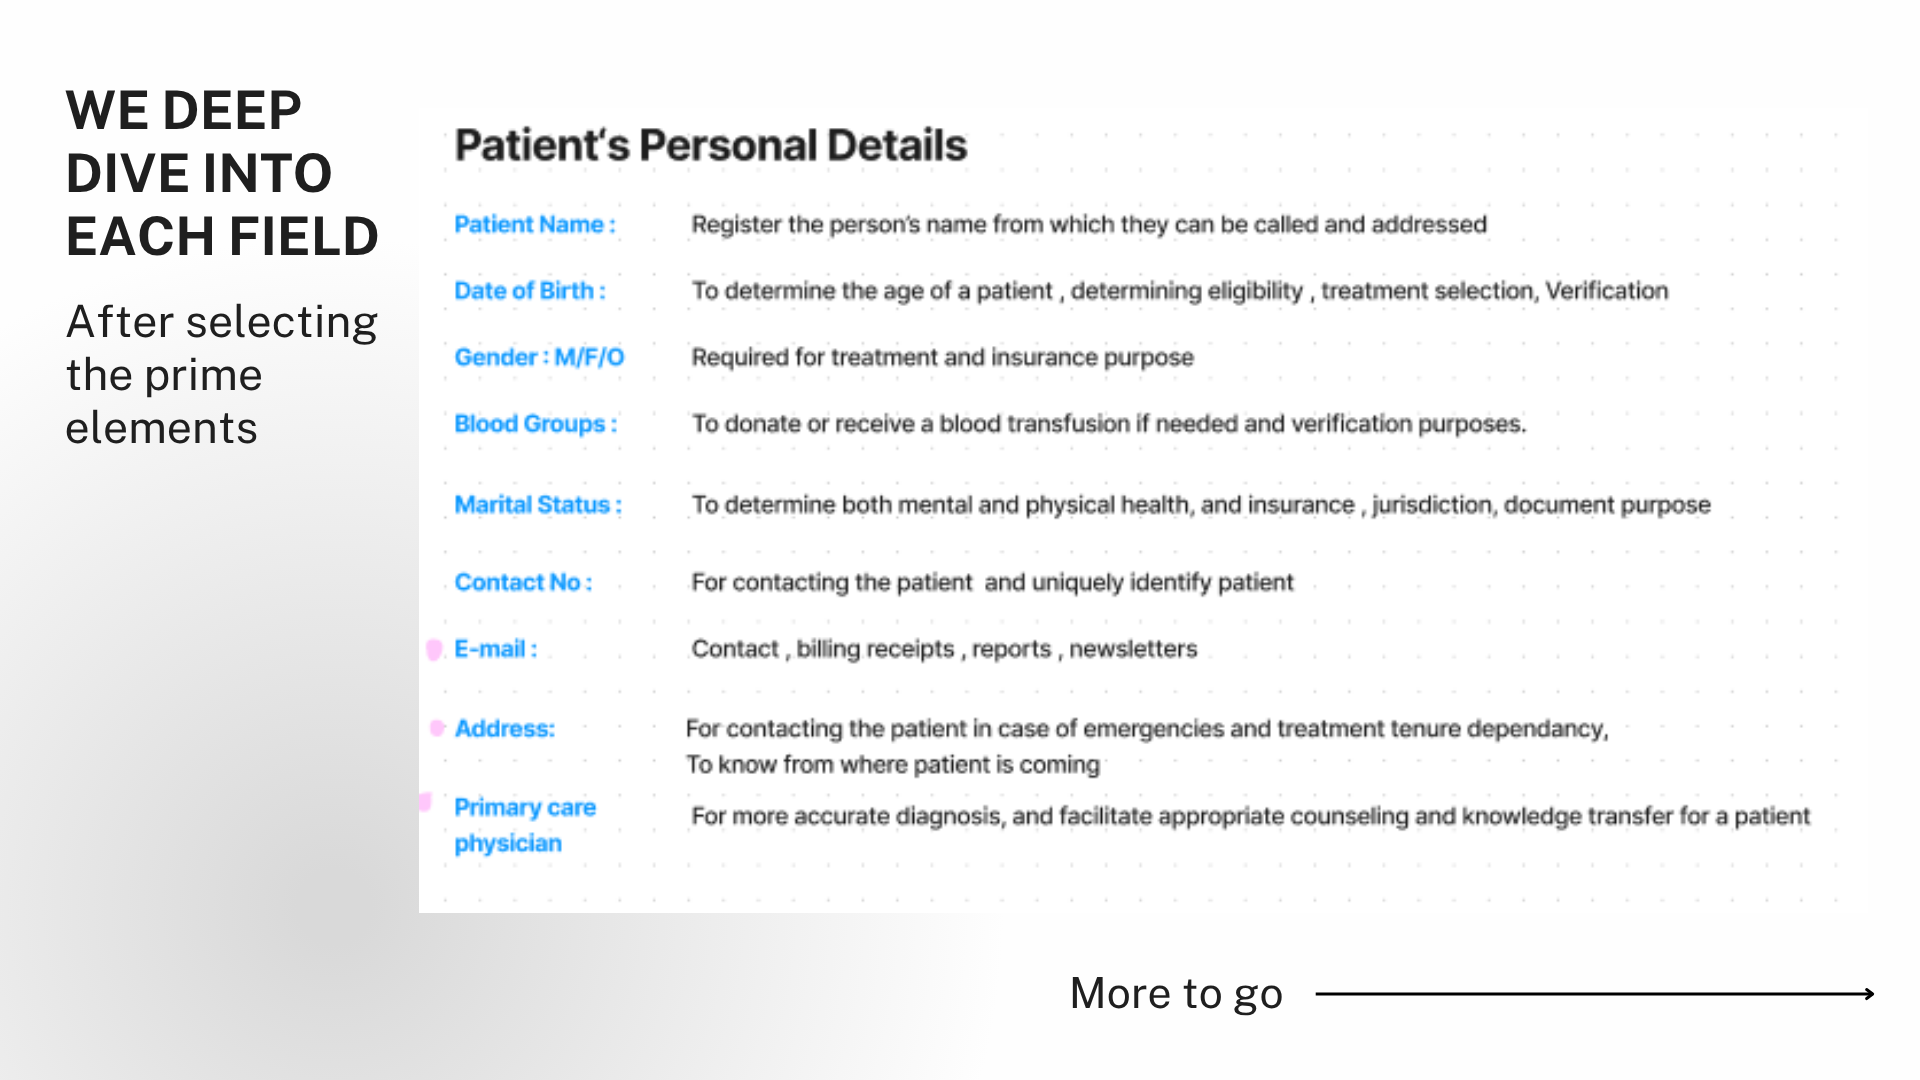 WE DEEP
DIVE INTO
EACH FIELD
After selecting
the prime
elements
Patient‘s Personal Details
Patient Name : Register the person’s name from which they can be called and addressed
Date of Birth : To determine the age of a patient , determining eligibility , treatment selection, Verification
Gender : M/F/O Required for treatment and insurance purpose
Blood Groups : To donate or receive a blood transfusion if needed and verification purposes.
Marital Status : To determine both mental and physical health, and insurance , jurisdiction, document purpose
Contact No : For contacting the patient  and uniquely identify patient
E-mail : Contact , billing receipts , reports , newsletters
Address: For contacting the patient in case of emergencies and treatment tenure dependancy,
To know from where patient is coming
Primary care
physician
For more accurate diagnosis, and facilitate appropriate counseling and knowledge transfer for a patient
More to go